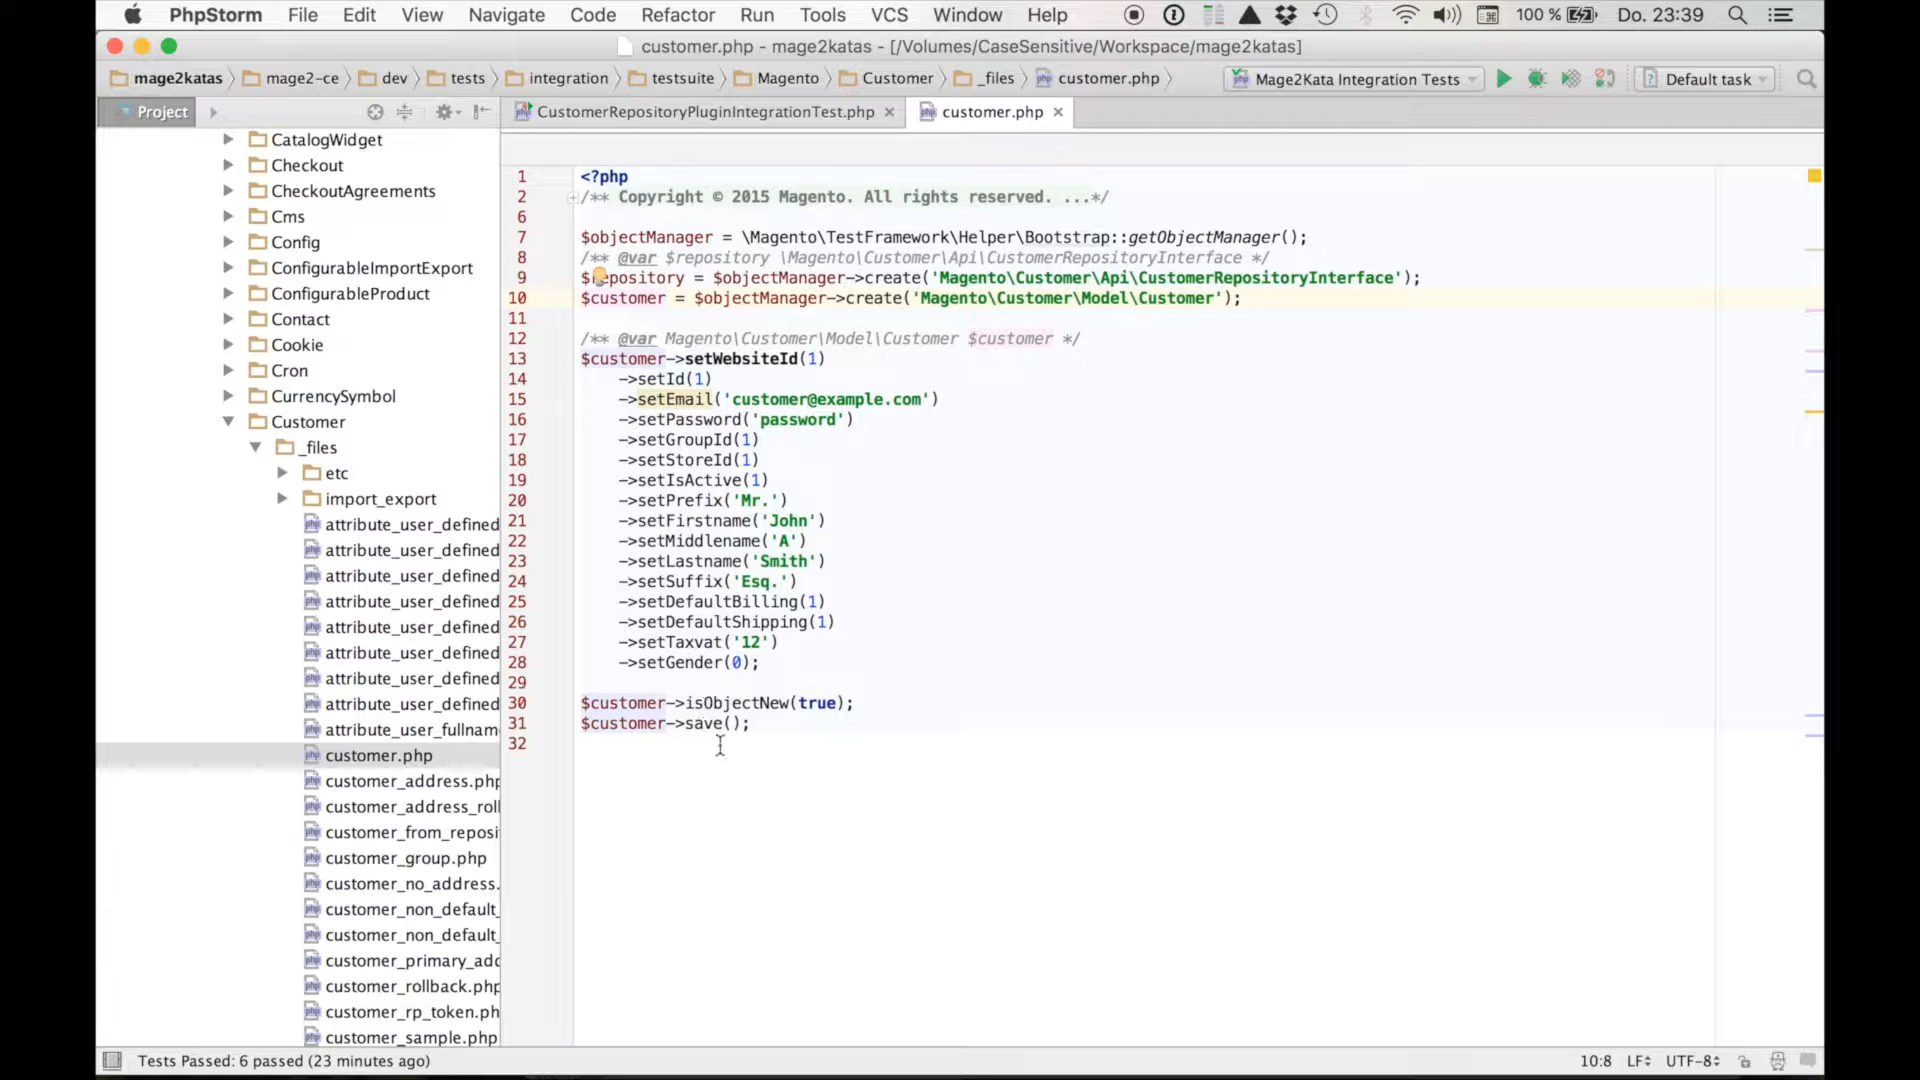 PhpStorm File Edit View Navigate Code Refactor Run Tools VCS Window Help 100 % Do. 23:39
customer.php - mage2katas - [/Volumes/CaseSensitive/Workspace/mage2katas]
mage2katas mage2-ce dev tests integration testsuite Magento Customer _files customer.php Mage2Kata Integration Tests Default task
Project
CustomerRepositoryPluginIntegrationTest.php customer.php
CatalogWidget
Checkout
CheckoutAgreements
Cms
Config
ConfigurableImportExport
ConfigurableProduct
Contact
Cookie
Cron
CurrencySymbol
Customer
_files
etc
import_export
attribute_user_defined
attribute_user_defined
attribute_user_defined
attribute_user_defined
attribute_user_defined
attribute_user_defined
attribute_user_defined
attribute_user_defined
attribute_user_fullnam
customer.php
customer_address.php
customer_address_roll
customer_from_reposi
customer_group.php
customer_no_address.
customer_non_default_
customer_non_default_
customer_primary_add
customer_rollback.php
customer_rp_token.ph
customer_sample.php
1 <?php
2 /** Copyright © 2015 Magento. All rights reserved. ...*/
6
7 $objectManager = \Magento\TestFramework\Helper\Bootstrap::getObjectManager();
8 /** @var $repository \Magento\Customer\Api\CustomerRepositoryInterface */
9 $repository = $objectManager->create('Magento\Customer\Api\CustomerRepositoryInterface');
10 $customer = $objectManager->create('Magento\Customer\Model\Customer');
11
12 /** @var Magento\Customer\Model\Customer $customer */
13 $customer->setWebsiteId(1)
14 ->setId(1)
15 ->setEmail('customer@example.com')
16 ->setPassword('password')
17 ->setGroupId(1)
18 ->setStoreId(1)
19 ->setIsActive(1)
20 ->setPrefix('Mr.')
21 ->setFirstname('John')
22 ->setMiddlename('A')
23 ->setLastname('Smith')
24 ->setSuffix('Esq.')
25 ->setDefaultBilling(1)
26 ->setDefaultShipping(1)
27 ->setTaxvat('12')
28 ->setGender(0);
29
30 $customer->isObjectNew(true);
31 $customer->save();
32
Tests Passed: 6 passed (23 minutes ago) 10:8 LF UTF-8